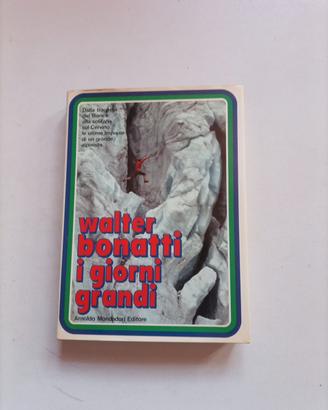 Dalla tragedia
del Bianco
alla solitaria
sul Cervino
le ultime imprese
di un grande
alpinista
walter
bonatti
i giorni
grandi
Arnoldo Mondadori Editore